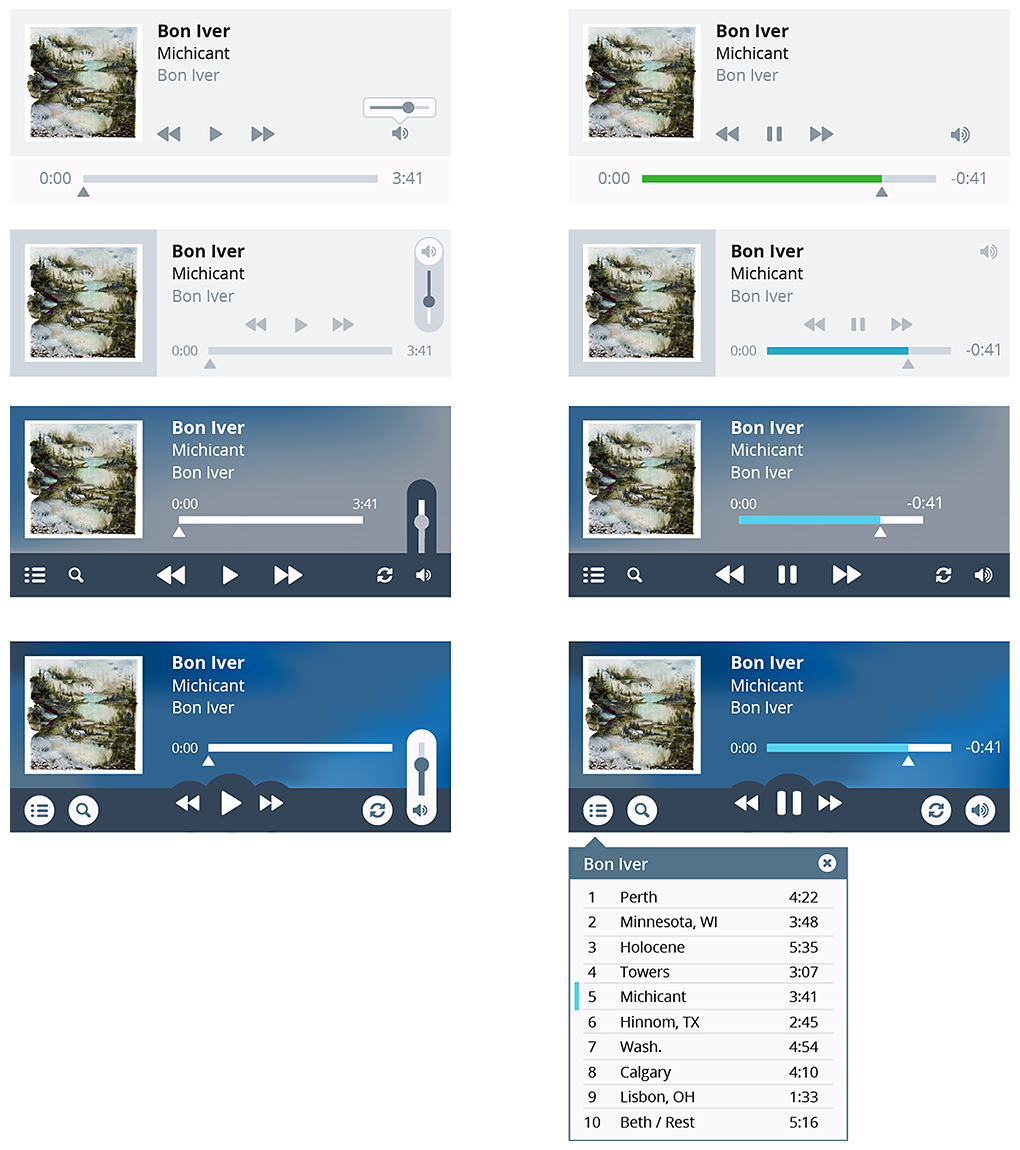 Bon Iver
Michicant
Bon Iver
0:00 3:41
Bon Iver
Michicant
Bon Iver
0:00 -0:41
Bon Iver
Michicant
Bon Iver
0:00 3:41
Bon Iver
Michicant
Bon Iver
0:00 -0:41
Bon Iver
Michicant
Bon Iver
0:00 3:41
Bon Iver
Michicant
Bon Iver
0:00 -0:41
Bon Iver
Michicant
Bon Iver
0:00
Bon Iver
Michicant
Bon Iver
0:00 -0:41
Bon Iver
1 Perth 4:22
2 Minnesota, WI 3:48
3 Holocene 5:35
4 Towers 3:07
5 Michicant 3:41
6 Hinnom, TX 2:45
7 Wash. 4:54
8 Calgary 4:10
9 Lisbon, OH 1:33
10 Beth / Rest 5:16